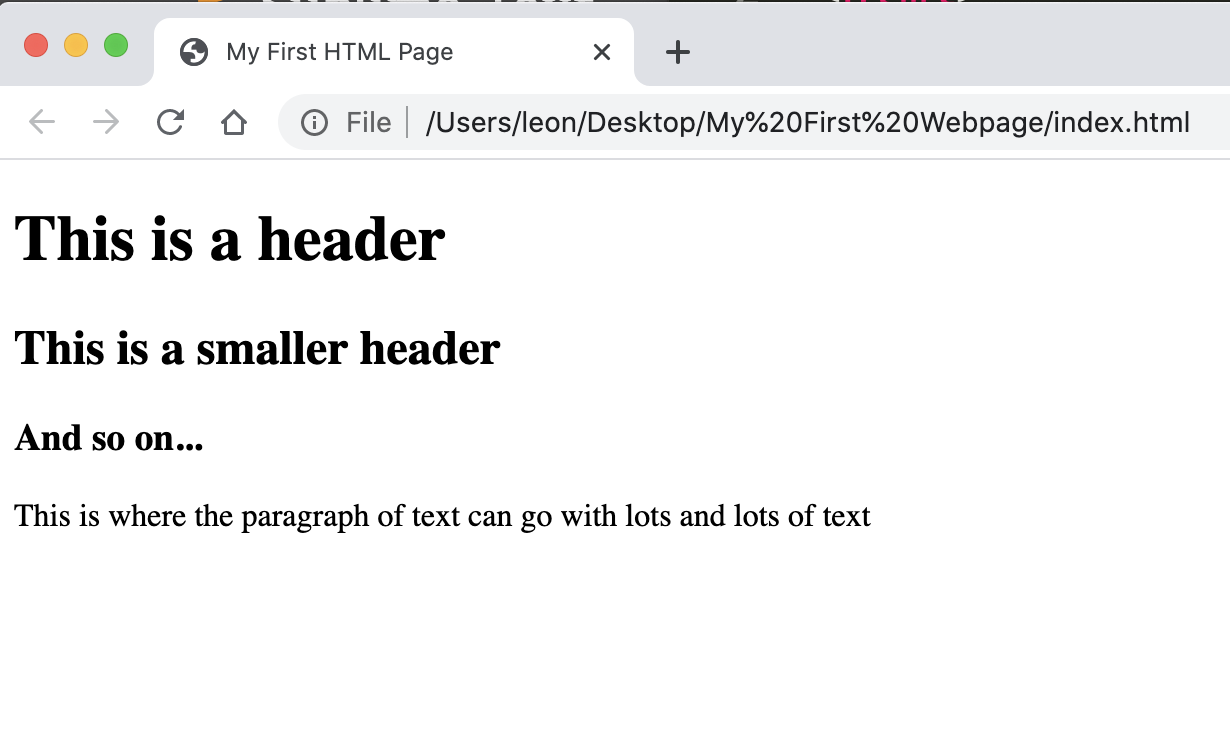 My First HTML Page
File | /Users/leon/Desktop/My%20First%20Webpage/index.html
This is a header
This is a smaller header
And so on...
This is where the paragraph of text can go with lots and lots of text